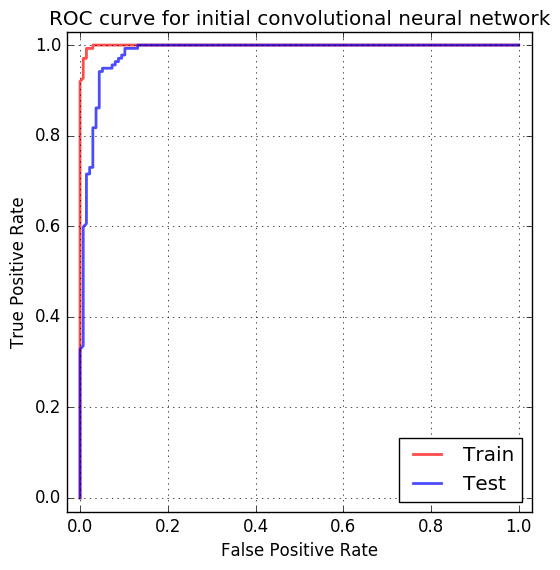 ROC curve for initial convolutional neural network
1.0
0.8
0.6
0.4
0.2
0.0
True Positive Rate
Train
Test
0.0 0.2 0.4 0.6 0.8 1.0
False Positive Rate